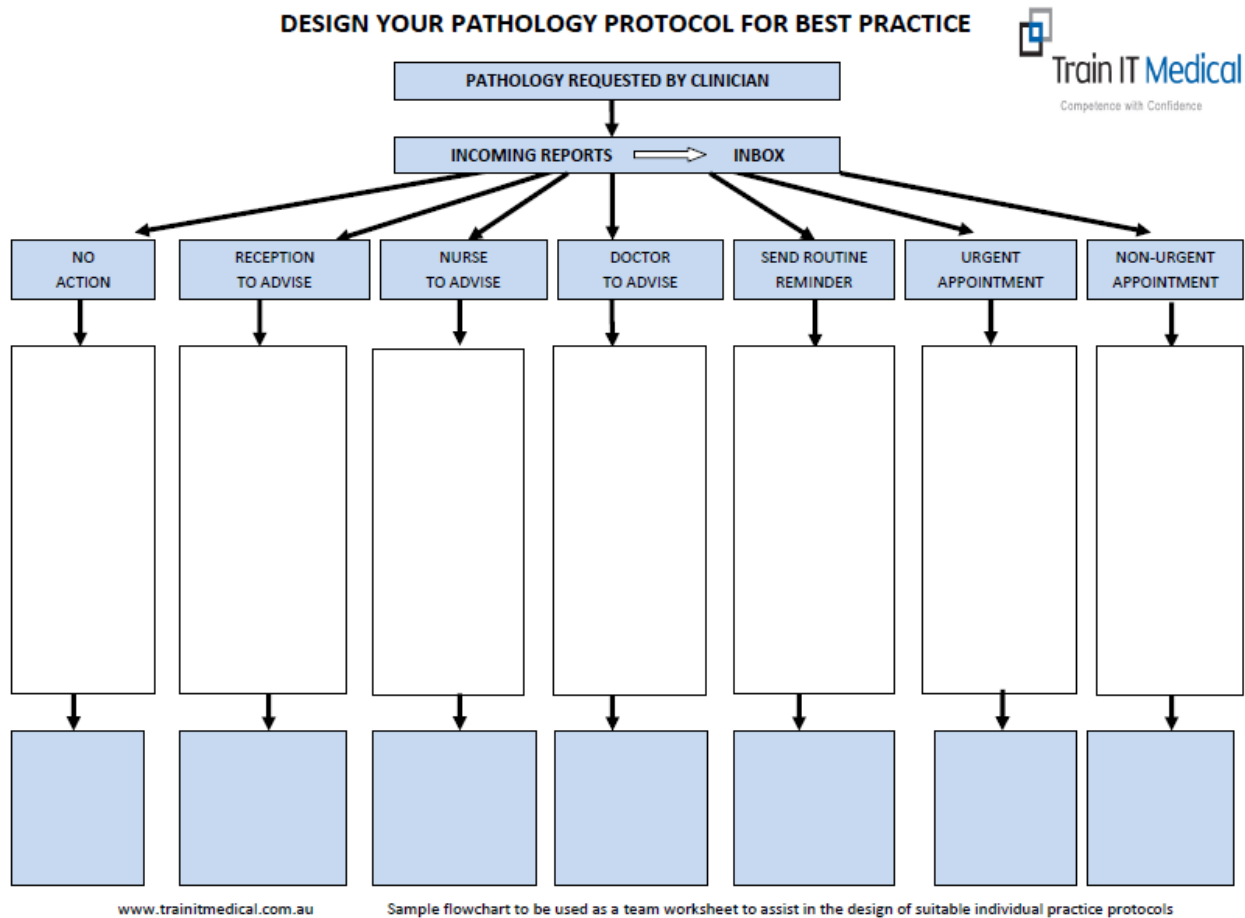 DESIGN YOUR PATHOLOGY PROTOCOL FOR BEST PRACTICE
Train IT Medical
Competence with Confidence
PATHOLOGY REQUESTED BY CLINICIAN
INCOMING REPORTS INBOX
NO
ACTION
RECEPTION
TO ADVISE
NURSE
TO ADVISE
DOCTOR
TO ADVISE
SEND ROUTINE
REMINDER
URGENT
APPOINTMENT
NON-URGENT
APPOINTMENT
www.trainitmedical.com.au Sample flowchart to be used as a team worksheet to assist in the design of suitable individual practice protocols